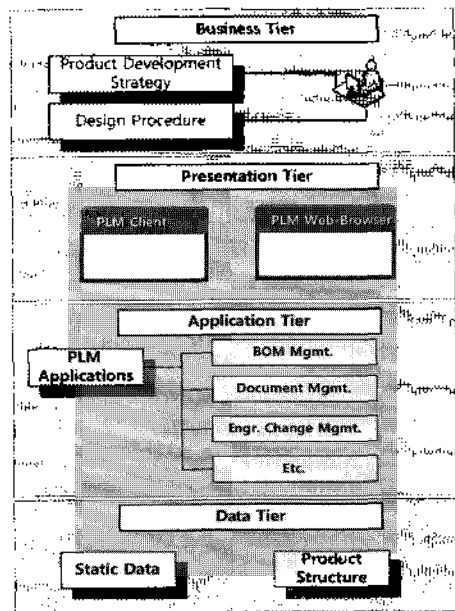 Business Tier
Product Development
Strategy
Design Procedure
Presentation Tier
PLM Client
PLM Web-Browser
Application Tier
PLM
Applications
BOM Mgmt.
Document Mgmt.
Engr. Change Mgmt.
Etc.
Data Tier
Static Data
Product
Structure